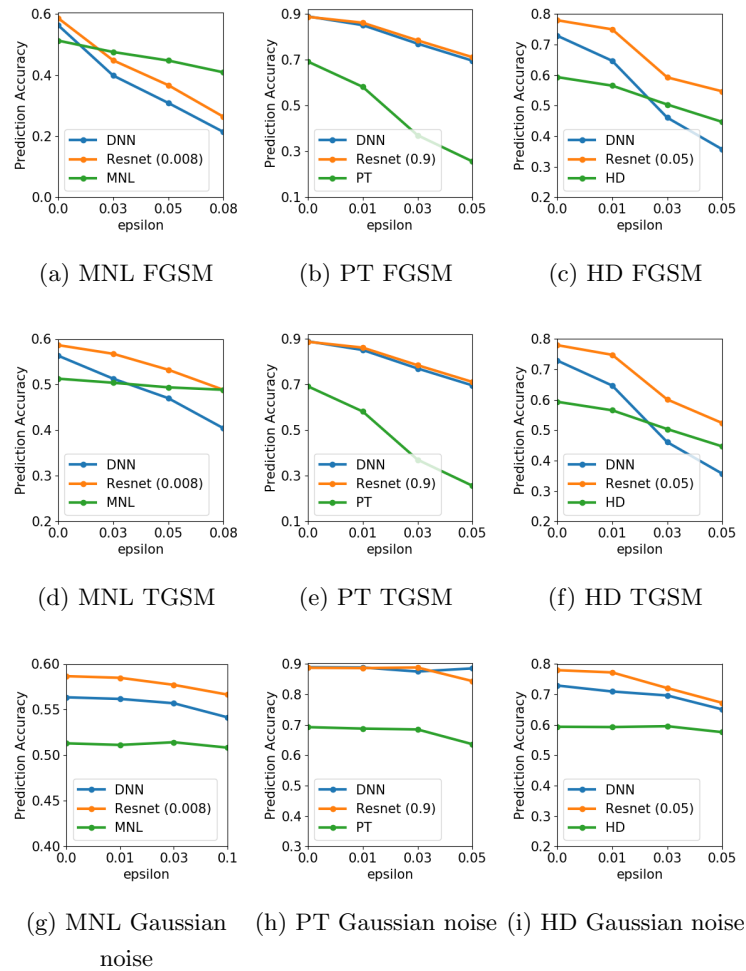 0.6
0.4
0.2
0.0
Prediction Accuracy
DNN
Resnet (0.008)
MNL
0.0 0.03 0.05 0.08
epsilon
(a) MNL FGSM
0.9
0.7
0.5
0.3
0.1
Prediction Accuracy
DNN
Resnet (0.9)
PT
0.0 0.01 0.03 0.05
epsilon
(b) PT FGSM
0.8
0.7
0.6
0.5
0.4
0.3
0.2
Prediction Accuracy
DNN
Resnet (0.05)
HD
0.0 0.01 0.03 0.05
epsilon
(c) HD FGSM
0.6
0.5
0.4
0.3
0.2
Prediction Accuracy
DNN
Resnet (0.008)
MNL
0.0 0.03 0.05 0.08
epsilon
(d) MNL TGSM
0.9
0.7
0.5
0.3
0.1
Prediction Accuracy
DNN
Resnet (0.9)
PT
0.0 0.01 0.03 0.05
epsilon
(e) PT TGSM
0.8
0.7
0.6
0.5
0.4
0.3
0.2
Prediction Accuracy
DNN
Resnet (0.05)
HD
0.0 0.01 0.03 0.05
epsilon
(f) HD TGSM
0.60
0.55
0.50
0.45
0.40
Prediction Accuracy
DNN
Resnet (0.008)
MNL
0.0 0.01 0.03 0.1
epsilon
(g) MNL Gaussian
noise
0.9
0.8
0.7
0.6
0.5
0.4
0.3
Prediction Accuracy
DNN
Resnet (0.9)
PT
0.0 0.01 0.03 0.05
epsilon
(h) PT Gaussian noise
0.8
0.7
0.6
0.5
0.4
0.3
0.2
Prediction Accuracy
DNN
Resnet (0.05)
HD
0.0 0.01 0.03 0.05
epsilon
(i) HD Gaussian noise